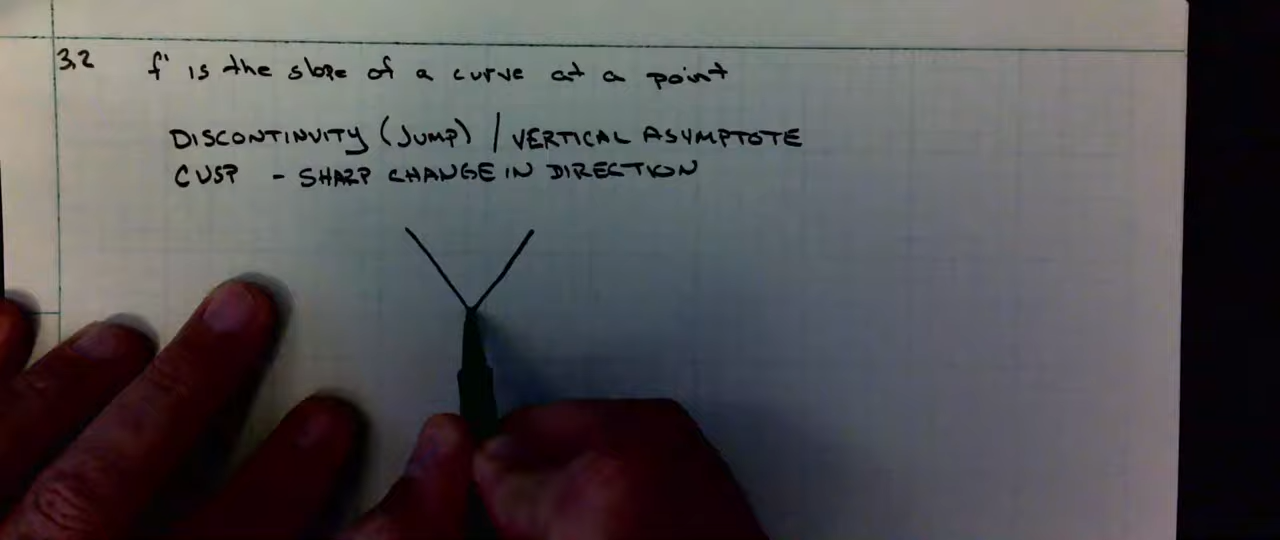 3.2 f' is the slope of a curve at a point
DISCONTINUITY (JUMP) / VERTICAL ASYMPTOTE
CUSP - SHARP CHANGE IN DIRECTION